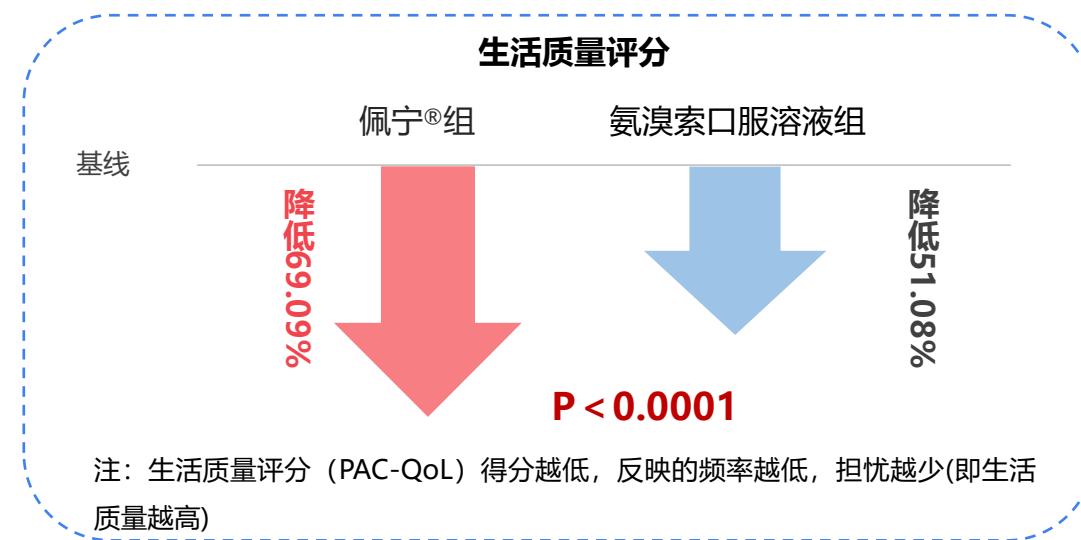 生活质量评分
佩宁®组
氨溴索口服溶液组
基线
降低69.09%
降低51.08%
P＜0.0001
注：生活质量评分（PAC-QoL）得分越低，反映的频率越低，担忧越少(即生活
质量越高)